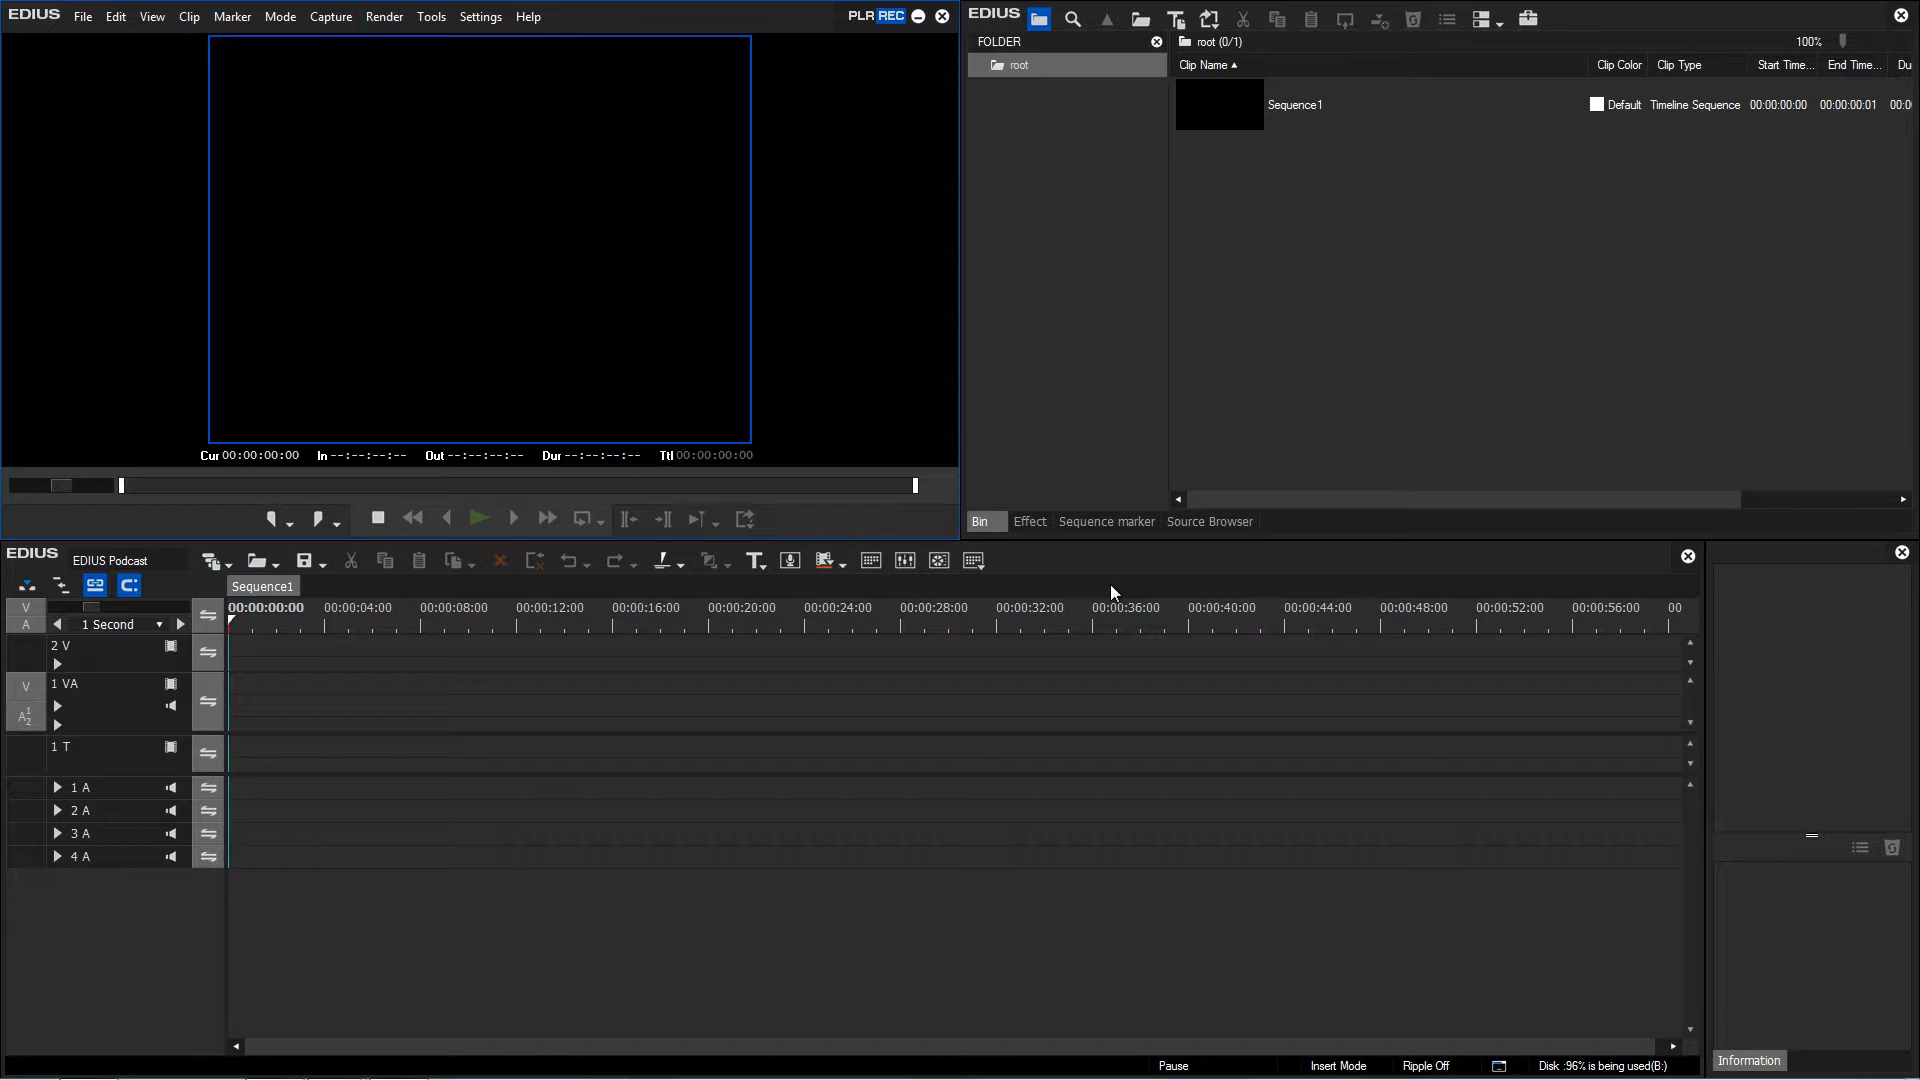 EDIUS File Edit View Clip Marker Mode Capture Render Tools Settings Help PLR REC
EDIUS
FOLDER
root
root (0/1)
100%
Clip Name Clip Color Clip Type Start Time... End Time... Du
Sequence1 Default Timeline Sequence 00:00:00:00 00:00:00:01 00:0
Cur 00:00:00:00 In --:--:--:-- Out --:--:--:-- Dur --:--:--:-- Ttl 00:00:00:00
Bin Effect Sequence marker Source Browser
EDIUS EDIUS Podcast
Sequence1
V 00:00:00:00 00:00:04:00 00:00:08:00 00:00:12:00 00:00:16:00 00:00:20:00 00:00:24:00 00:00:28:00 00:00:32:00 00:00:36:00 00:00:40:00 00:00:44:00 00:00:48:00 00:00:52:00 00:00:56:00 00
A 1 Second
2 V
V 1 VA
A 1 2
1 T
1 A
2 A
3 A
4 A
Pause Insert Mode Ripple Off Disk :96% is being used(B:)
Information